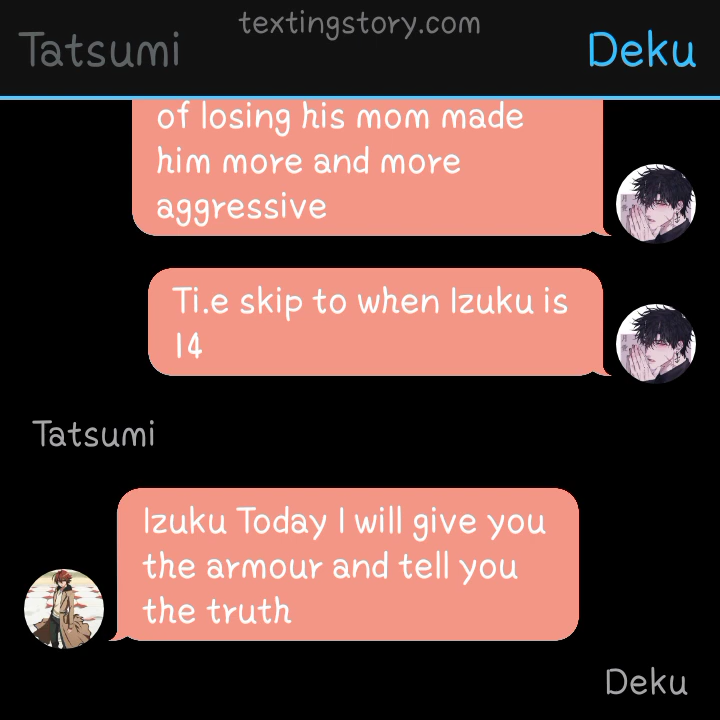 textingstory.com
Tatsumi
Deku
of losing his mom made
him more and more
aggressive
Ti.e skip to when Izuku is
14
Tatsumi
Izuku Today I will give you
the armour and tell you
the truth
Deku